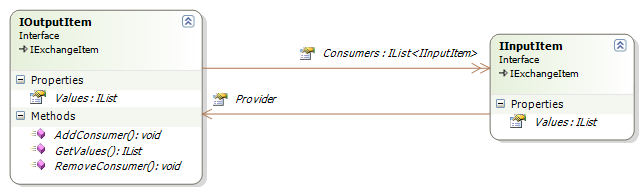 IOutputItem
Interface
IExchangeItem
Properties
Values : IList
Methods
AddConsumer() : void
GetValues() : IList
RemoveConsumer() : void
Consumers : IList<IInputItem>
Provider
IInputItem
Interface
IExchangeItem
Properties
Values : IList